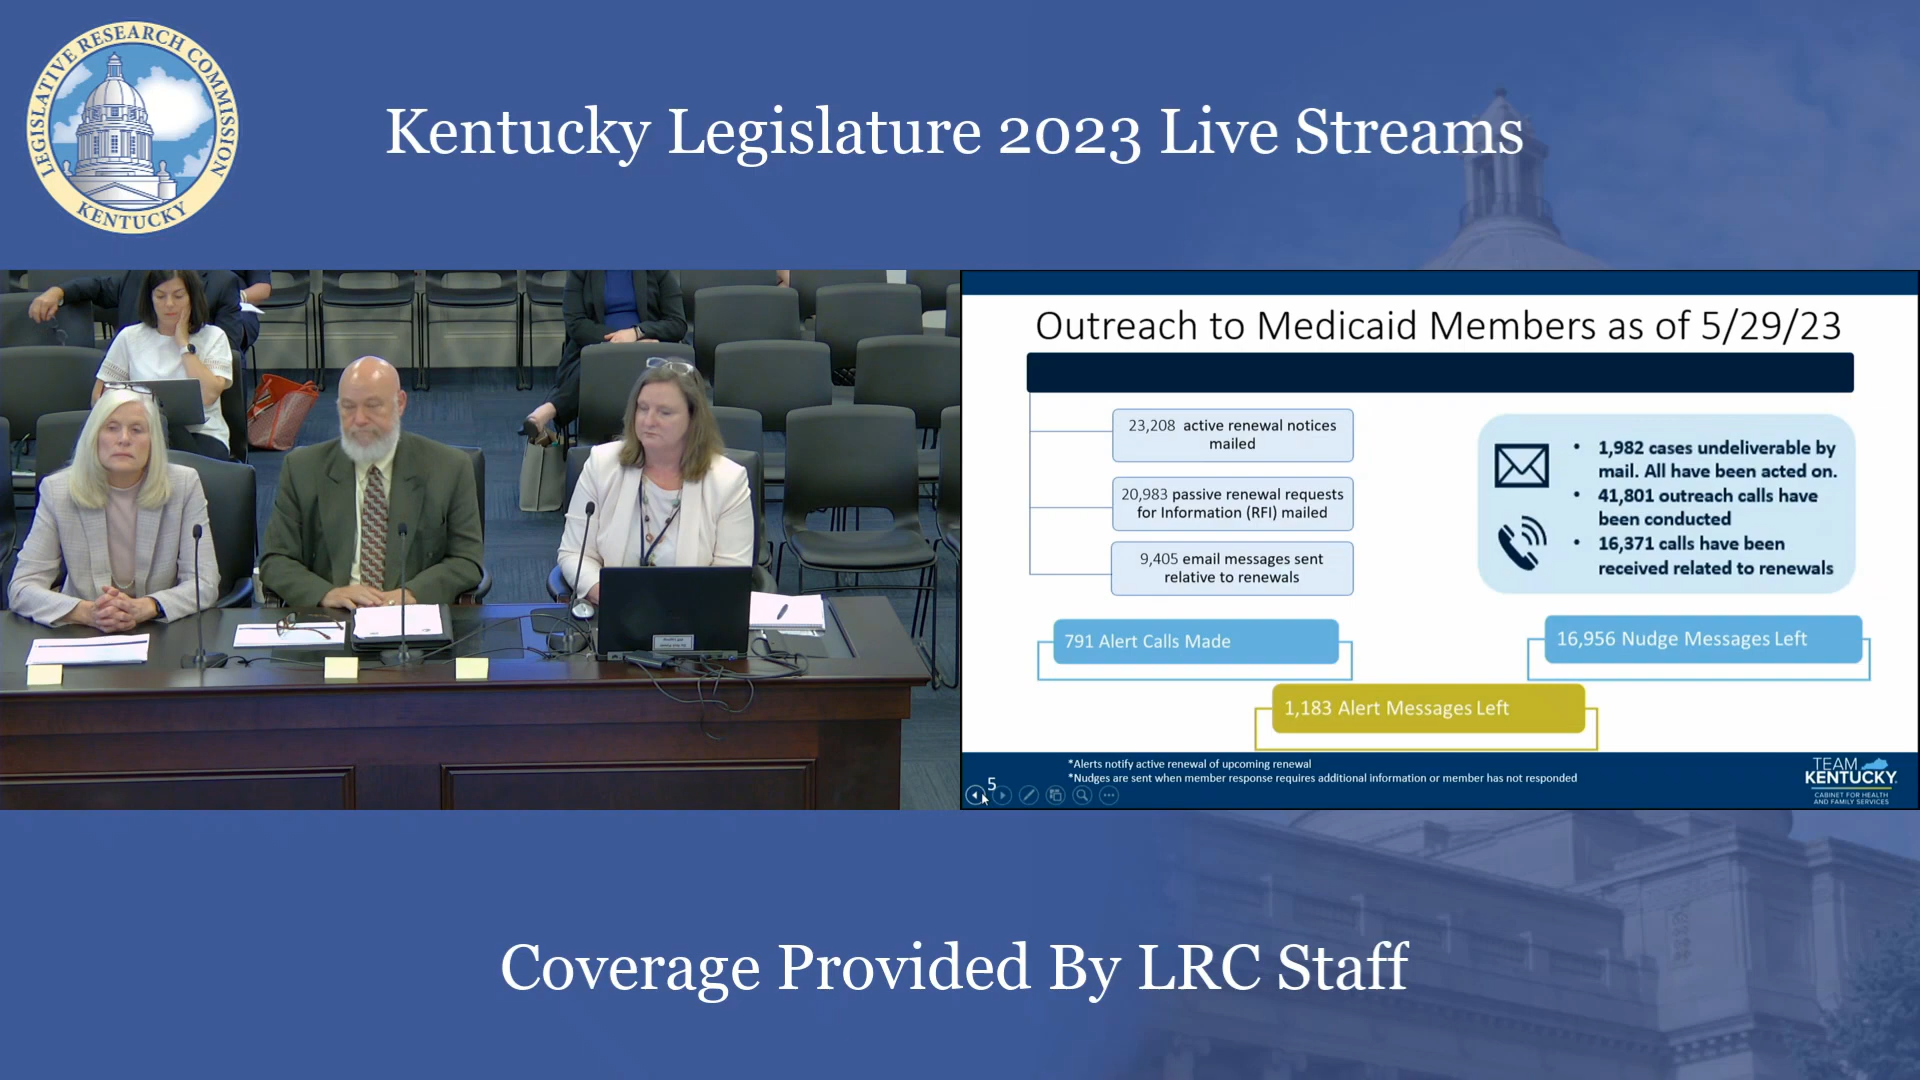 LEGISLATIVE RESEARCH COMMISSION
KENTUCKY
Kentucky Legislature 2023 Live Streams
Outreach to Medicaid Members as of 5/29/23
23,208 active renewal notices
mailed
20,983 passive renewal requests
for Information (RFI) mailed
9,405 email messages sent
relative to renewals
• 1,982 cases undeliverable by
mail. All have been acted on.
• 41,801 outreach calls have
been conducted
• 16,371 calls have been
received related to renewals
791 Alert Calls Made
16,956 Nudge Messages Left
1,183 Alert Messages Left
*Alerts notify active renewal of upcoming renewal
*Nudges are sent when member response requires additional information or member has not responded
5
TEAM
KENTUCKY
CABINET FOR HEALTH
AND FAMILY SERVICES
Coverage Provided By LRC Staff